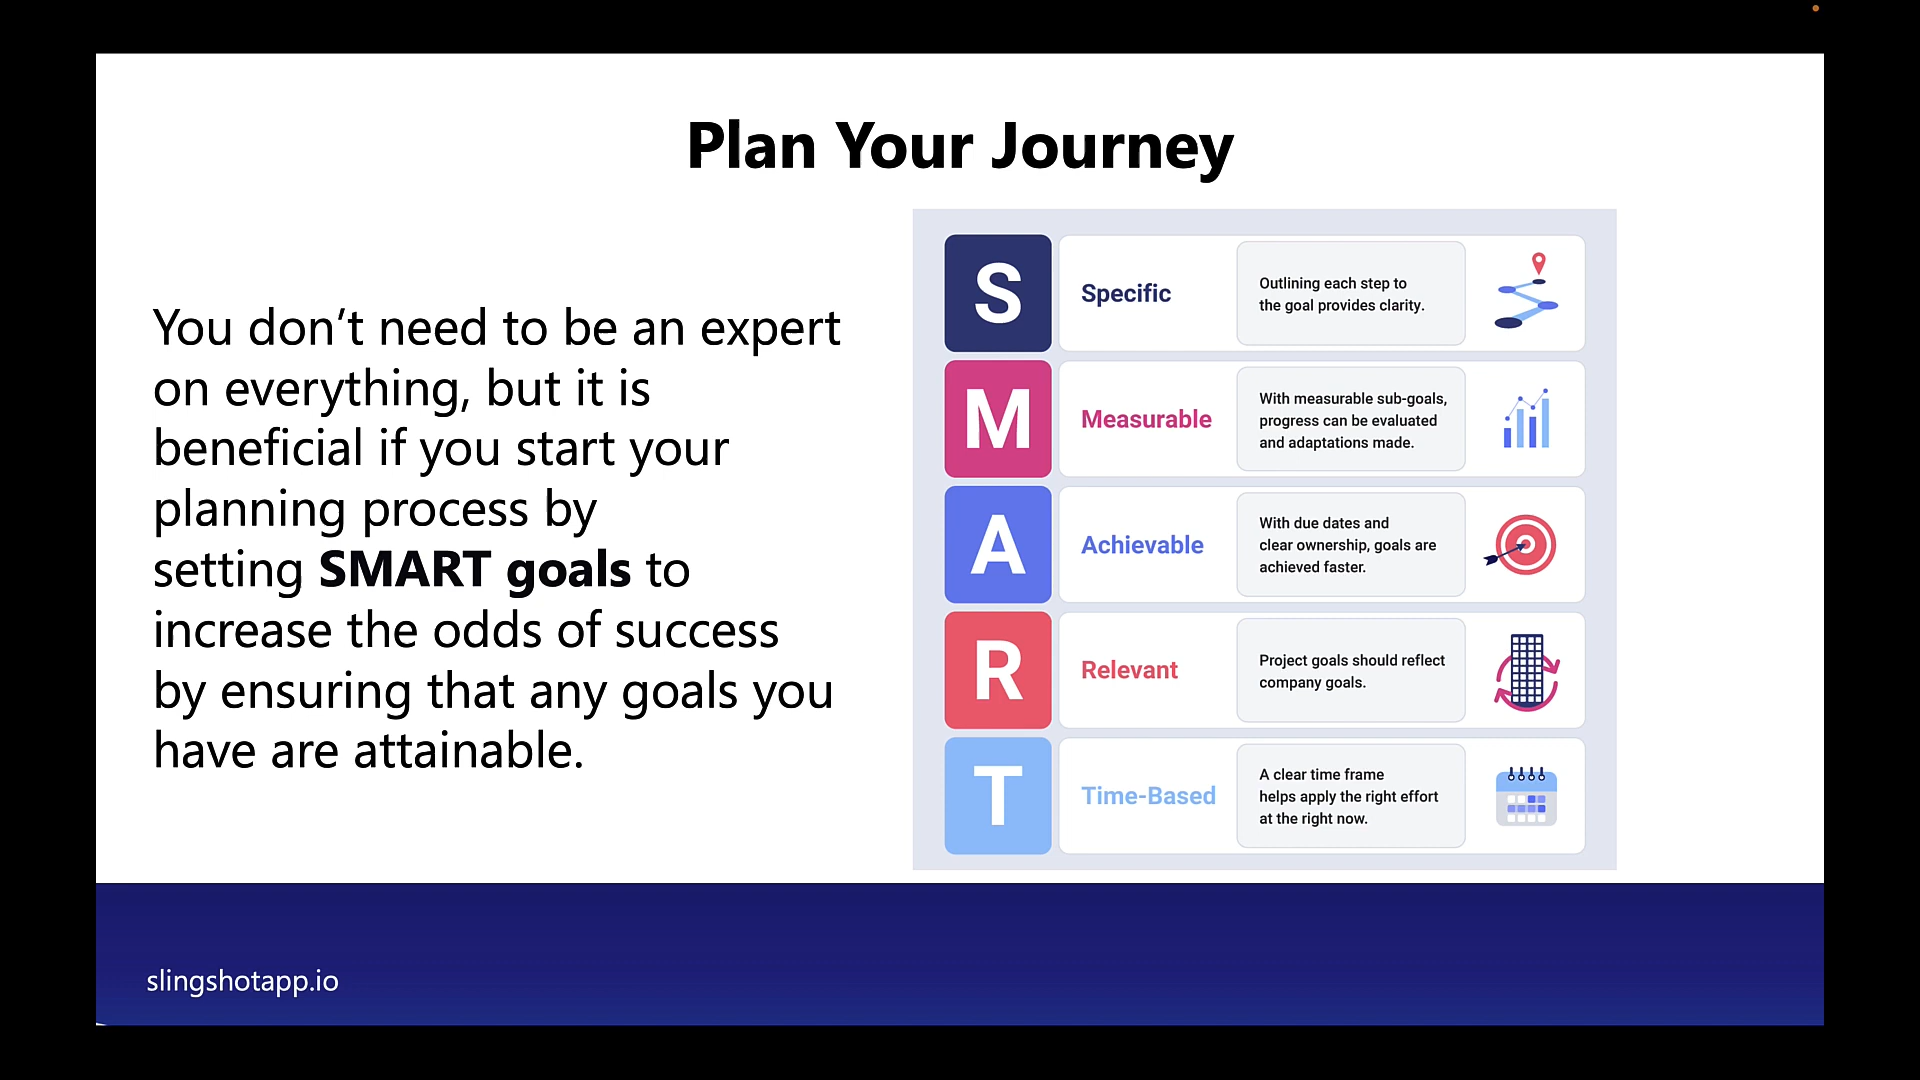 Plan Your Journey
You don’t need to be an expert
on everything, but it is
beneficial if you start your
planning process by
setting SMART goals to
increase the odds of success
by ensuring that any goals you
have are attainable.
S
Specific
Outlining each step to
the goal provides clarity.
M
Measurable
With measurable sub-goals,
progress can be evaluated
and adaptations made.
A
Achievable
With due dates and
clear ownership, goals are
achieved faster.
R
Relevant
Project goals should reflect
company goals.
T
Time-Based
A clear time frame
helps apply the right effort
at the right now.
slingshotapp.io